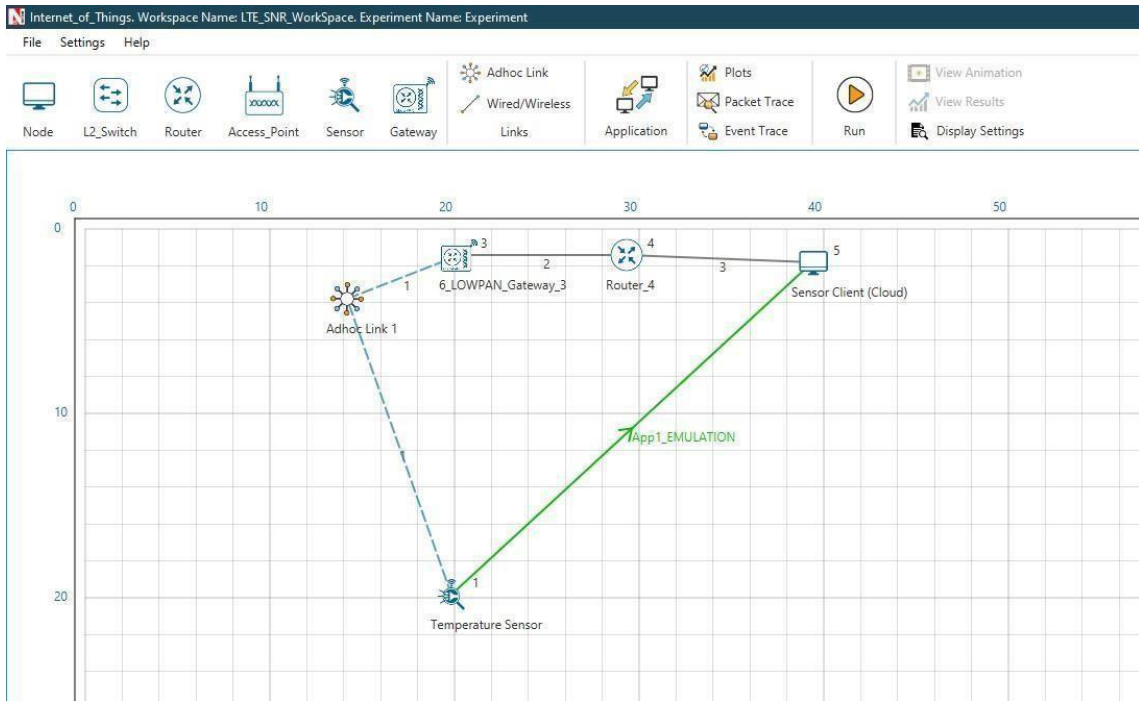 Internet_of_Things. Workspace Name: LTE_SNR_WorkSpace. Experiment Name: Experiment
File Settings Help
Adhoc Link
Wired/Wireless
Links
Plots
Packet Trace
Event Trace
View Animation
View Results
Display Settings
Node L2_Switch Router Access_Point Sensor Gateway Application Run
0 10 20 30 40 50
0
3
4
5
2
3
1
6_LOWPAN_Gateway_3
Router_4
Sensor Client (Cloud)
Adhoc Link 1
10
App1_EMULATION
1
20
1
Temperature Sensor